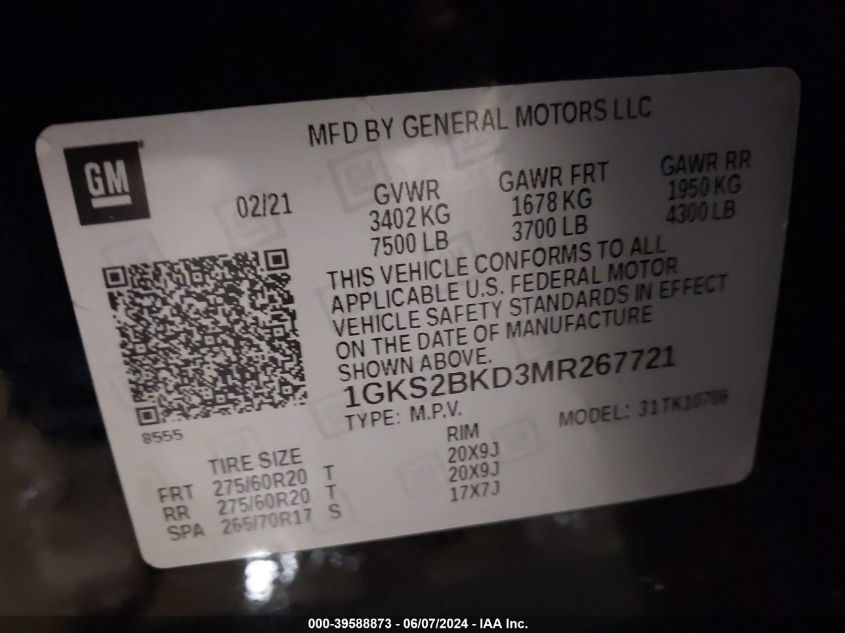 MFD BY GENERAL MOTORS LLC
GM
02/21
GVWR
3402 KG
7500 LB
GAWR FRT
1678 KG
3700 LB
GAWR RR
1950 KG
4300 LB
THIS VEHICLE CONFORMS TO ALL
APPLICABLE U.S. FEDERAL MOTOR
VEHICLE SAFETY STANDARDS IN EFFECT
ON THE DATE OF MANUFACTURE
SHOWN ABOVE.
1GKS2BKD3MR267721
TYPE: M.P.V.
MODEL: 31TK10706
8555
TIRE SIZE RIM
FRT 275/60R20 T 20X9J
RR 275/60R20 T 20X9J
SPA 265/70R17 S 17X7J
000-39588873 - 06/07/2024 - IAA Inc.